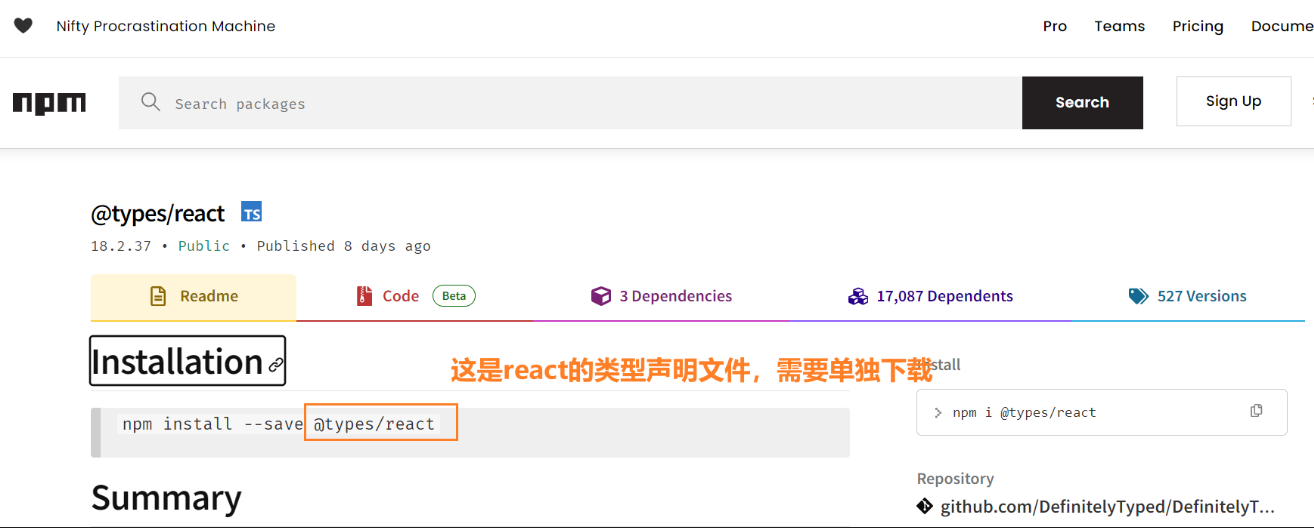 Nifty Procrastination Machine
Pro Teams Pricing Docume
npm Search packages Search Sign Up
@types/react TS
18.2.37 • Public • Published 8 days ago
Readme Code Beta 3 Dependencies 17,087 Dependents 527 Versions
Installation
这是react的类型声明文件，需要单独下载
Install
npm install --save @types/react
npm i @types/react
Summary
Repository
github.com/DefinitelyTyped/DefinitelyT...